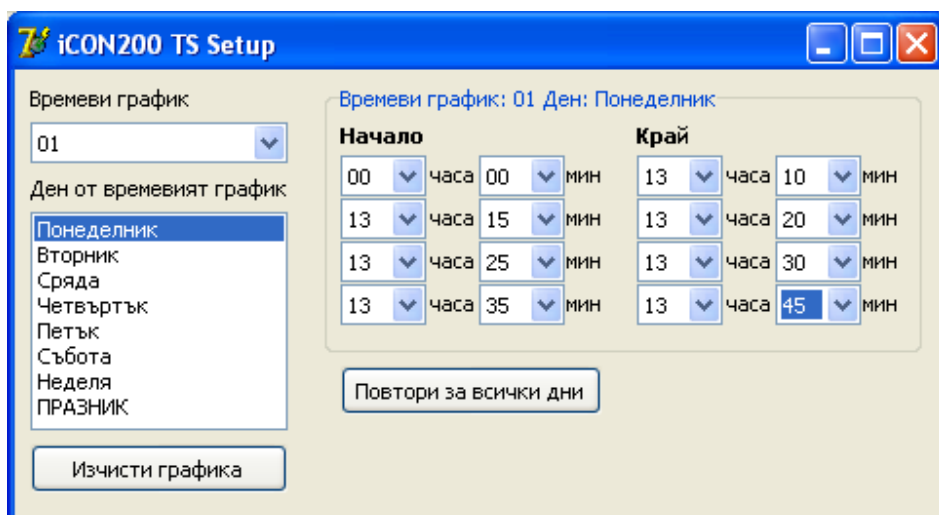 iCON200 TS Setup
Времеви график
01
Ден от времевият график
Понеделник
Вторник
Сряда
Четвъртък
Петък
Събота
Неделя
ПРАЗНИК
Изчисти графика
Времеви график: 01 Ден: Понеделник
Начало Край
00 часа 00 мин 13 часа 10 мин
13 часа 15 мин 13 часа 20 мин
13 часа 25 мин 13 часа 30 мин
13 часа 35 мин 13 часа 45 мин
Повтори за всички дни